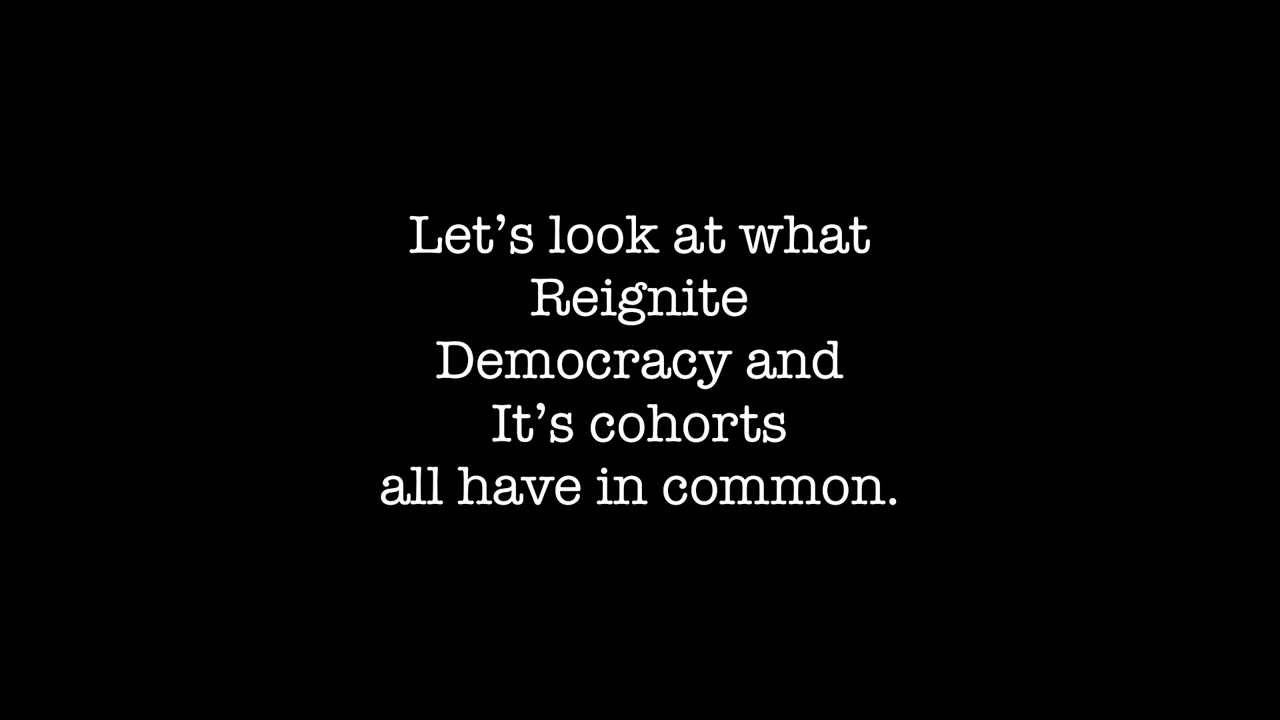 Let’s look at what
Reignite
Democracy and
It’s cohorts
all have in common.